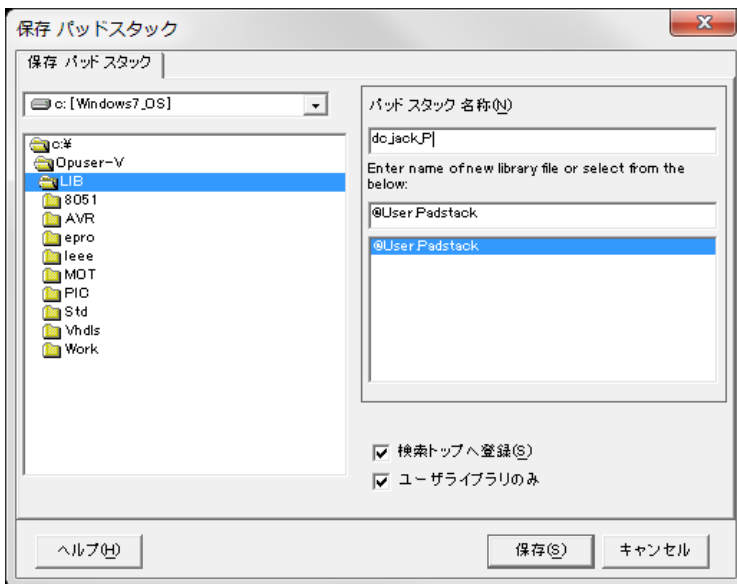 保存 パッドスタック
保存 パッド スタック
c: [Windows7_OS]
c:¥
Opuser-V
LIB
8051
AVR
epro
Ieee
MOT
PIC
Std
Vhdls
Work
パッド スタック 名称(N)
dc_jack_P
Enter name of new library file or select from the
below:
@User.Padstack
@User.Padstack
検索トップへ登録(S)
ユーザライブラリのみ
ヘルプ(H)
保存(S)
キャンセル